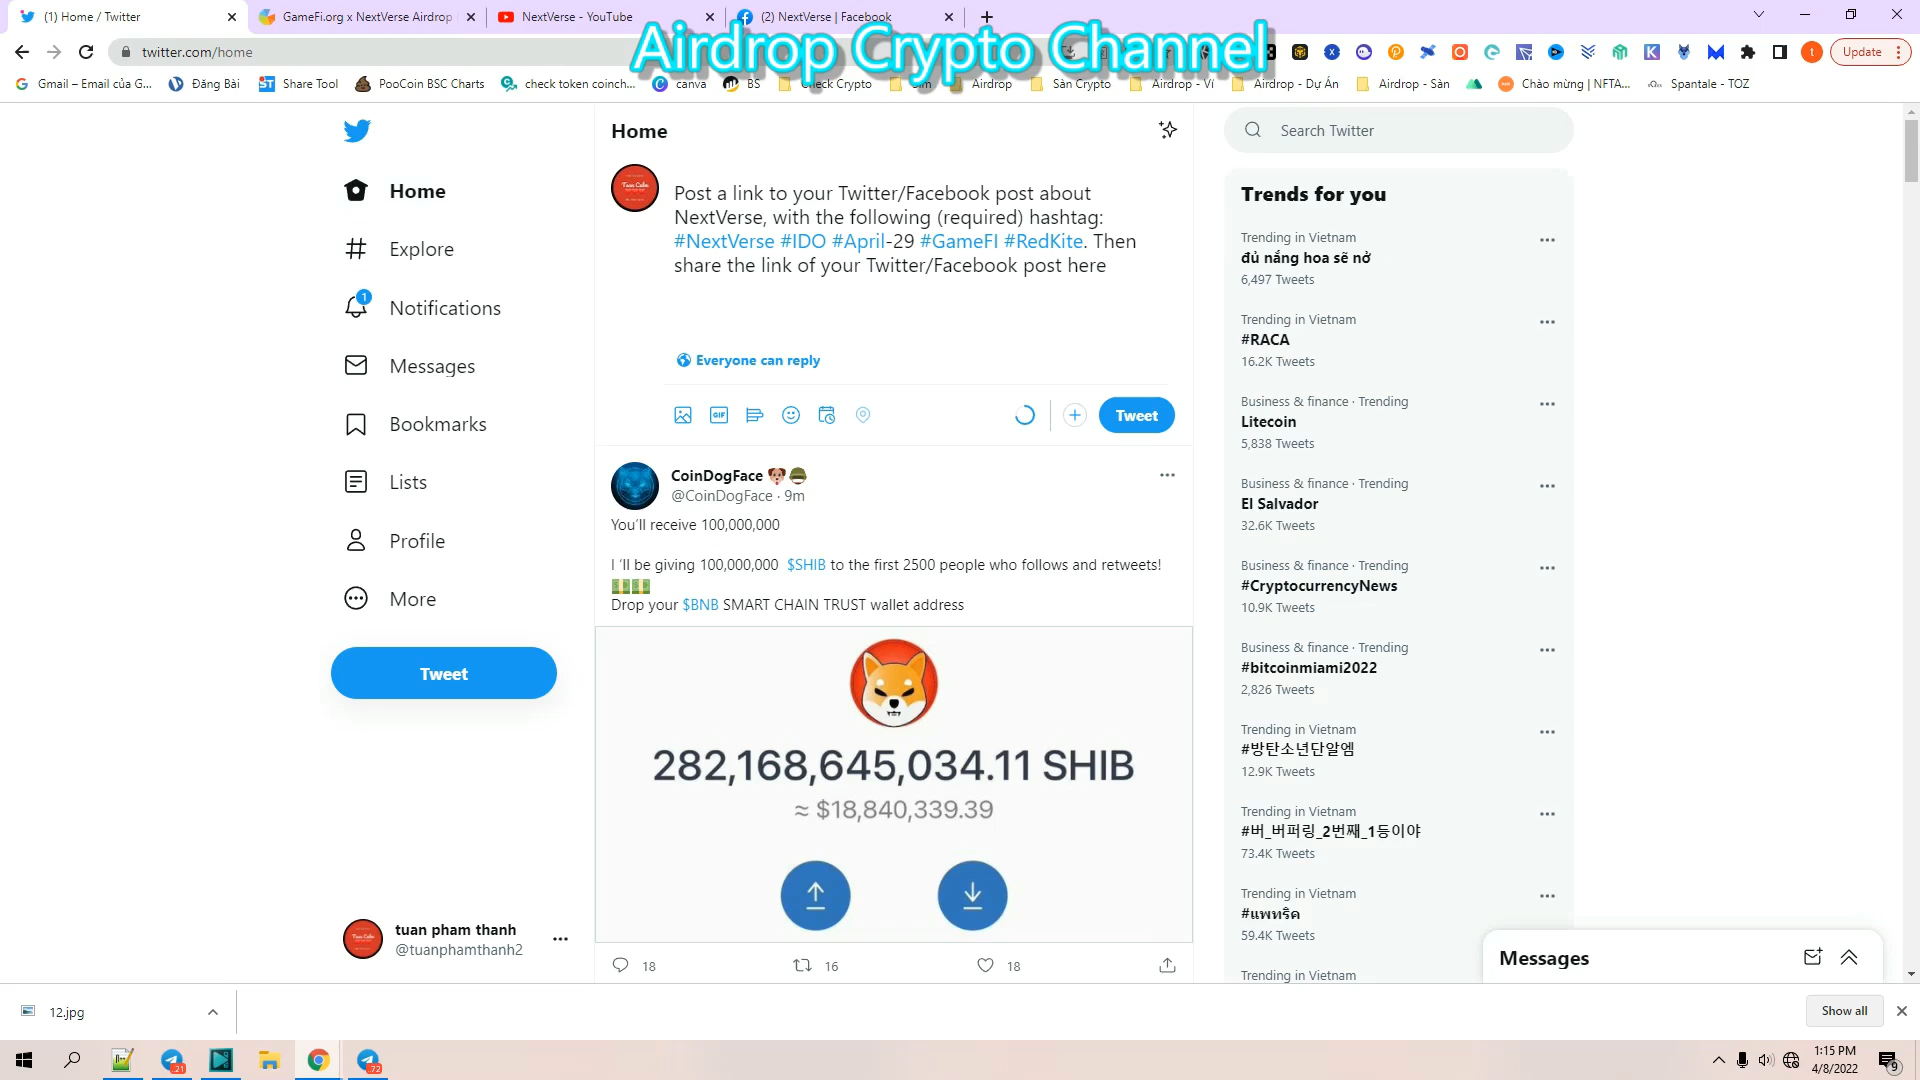 (1) Home / Twitter
GameFi.org x NextVerse Airdrop
NextVerse - YouTube
(2) NextVerse | Facebook
twitter.com/home
Airdrop Crypto Channel
Update
Gmail – Email của G...
Đăng Bài
Share Tool
PooCoin BSC Charts
check token coinch...
canva
BS
Check Crypto
Airdrop
Sàn Crypto
Airdrop - Ví
Airdrop - Dự Án
Airdrop - Sàn
Chào mừng | NFTA...
Spantale - TOZ
Home
Explore
Notifications
1
Messages
Bookmarks
Lists
Profile
More
Tweet
tuan pham thanh
@tuanphamthanh2
Home
Post a link to your Twitter/Facebook post about
NextVerse, with the following (required) hashtag:
#NextVerse #IDO #April-29 #GameFI #RedKite. Then
share the link of your Twitter/Facebook post here
Everyone can reply
GIF
Tweet
CoinDogFace
@CoinDogFace · 9m
You'll receive 100,000,000
I 'll be giving 100,000,000 $SHIB to the first 2500 people who follows and retweets!
Drop your $BNB SMART CHAIN TRUST wallet address
282,168,645,034.11 SHIB
≈ $18,840,339.39
18
16
18
Search Twitter
Trends for you
Trending in Vietnam
đủ nắng hoa sẽ nở
6,497 Tweets
Trending in Vietnam
#RACA
16.2K Tweets
Business & finance · Trending
Litecoin
5,838 Tweets
Business & finance · Trending
El Salvador
32.6K Tweets
Business & finance · Trending
#CryptocurrencyNews
10.9K Tweets
Business & finance · Trending
#bitcoinmiami2022
2,826 Tweets
Trending in Vietnam
#방탄소년단알엠
12.9K Tweets
Trending in Vietnam
#버_버퍼링_2번째_1등이야
73.4K Tweets
Trending in Vietnam
#แพทริค
59.4K Tweets
Trending in Vietnam
Messages
12.jpg
Show all
21
72
1:15 PM
4/8/2022
9